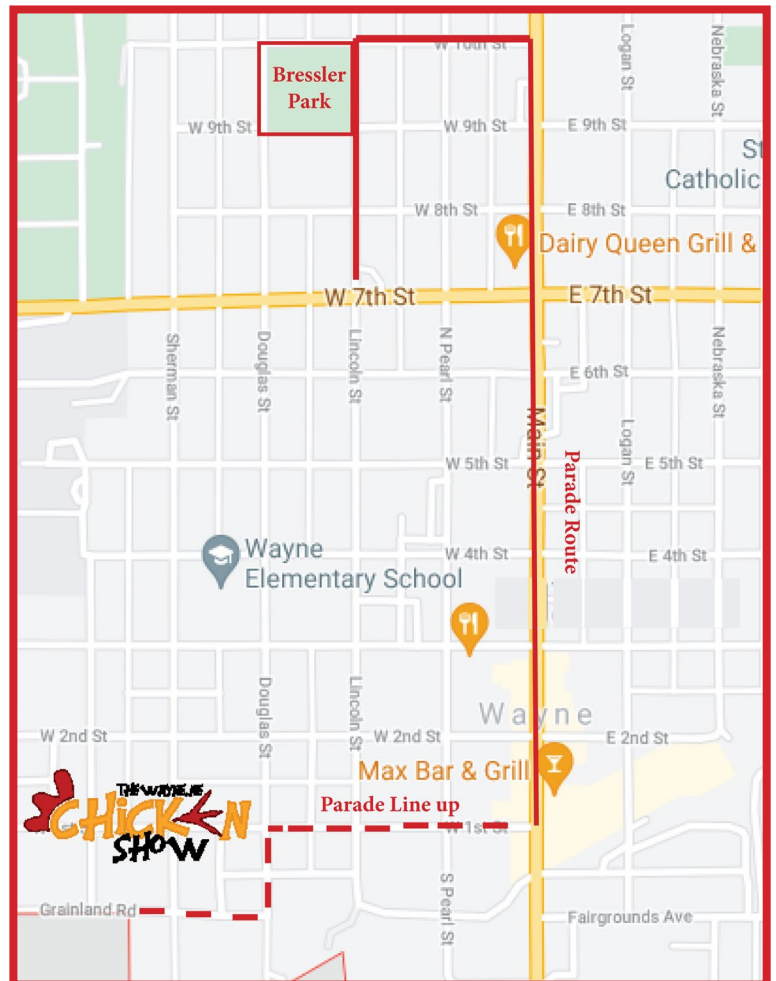 W 10th St
Logan St
Nebraska St
Bressler
Park
W 9th St
W 9th St
E 9th St
St
Catholic
W 8th St
E 8th St
Dairy Queen Grill &
W 7th St
E 7th St
Sherman St
Douglas St
Lincoln St
N Pearl St
Nebraska St
E 6th St
Main St
Logan St
W 5th St
E 5th St
Parade Route
Wayne
Elementary School
W 4th St
E 4th St
Douglas St
Lincoln St
Wayne
W 2nd St
W 2nd St
E 2nd St
Max Bar & Grill
THE WAYNE, NE
CHiCKEN
SHOW
Parade Line up
W 1st St
S Pearl St
Grainland Rd
Fairgrounds Ave